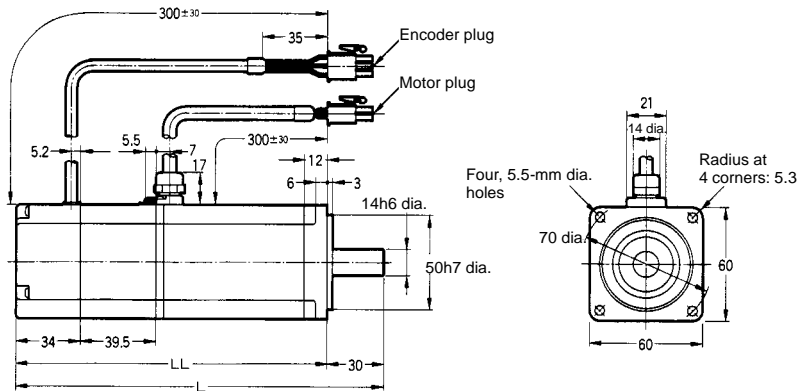 300±30
35
Encoder plug
Motor plug
21
14 dia.
5.2
5.5
7
17
300±30
12
6
3
14h6 dia.
50h7 dia.
Four, 5.5-mm dia.
holes
Radius at
4 corners: 5.3
70 dia.
60
60
34
39.5
LL
30
L